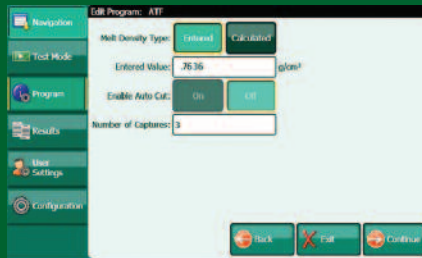 Edit Program: ATF
Navigation
Test Mode
Program
Results
User
Settings
Configuration
Melt Density Type: Entered Calculated
Entered Value: .7636 g/cm³
Enable Auto Cut: On Off
Number of Captures: 3
Back Exit Continue